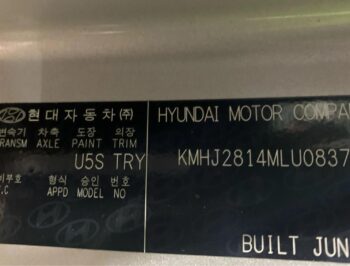 현대자동차㈜ HYUNDAI MOTOR COMPA
변속기 차축 도장 의장
TRANSM AXLE PAINT TRIM
U5S TRY KMHJ2814MLU0837
형식 승인 번호
.C APPD MODEL NO
BUILT JUN